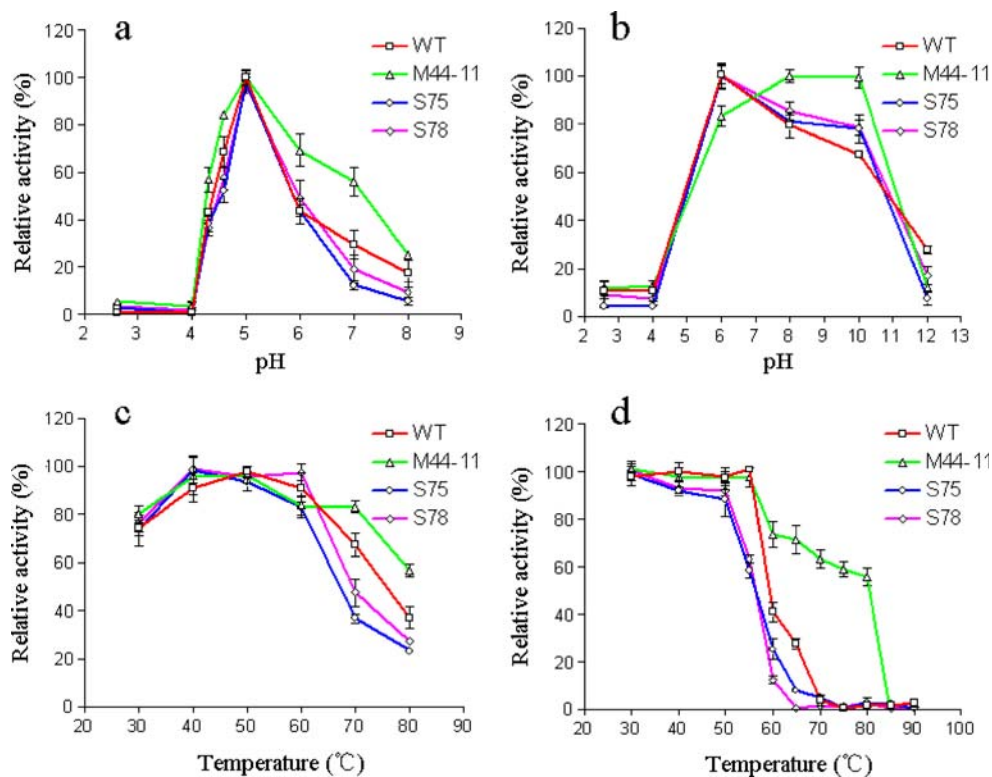 a
120
100
80
60
40
20
0
Relative activity (%)
2 3 4 5 6 7 8 9
pH
WT
M44-11
S75
S78
b
120
100
80
60
40
20
0
Relative activity (%)
2 3 4 5 6 7 8 9 10 11 12 13
pH
WT
M44-11
S75
S78
c
120
100
80
60
40
20
0
Relative activity (%)
20 30 40 50 60 70 80 90
Temperature (℃)
WT
M44-11
S75
S78
d
120
100
80
60
40
20
0
Relative activity (%)
20 30 40 50 60 70 80 90 100
Temperature (℃)
WT
M44-11
S75
S78